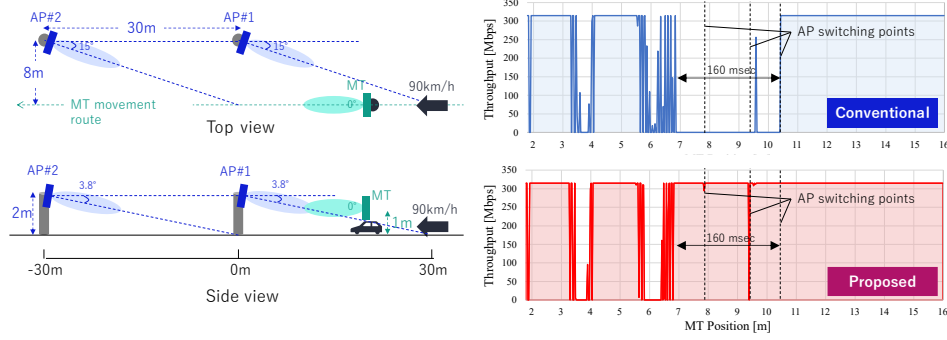 AP#2
AP#1
30m
15°
15°
8m
MT
0°
90km/h
MT movement
route
Top view
AP#2
AP#1
3.8°
3.8°
MT
0°
2m
1m
90km/h
-30m
0m
30m
Side view
Throughput [Mbps]
350
300
250
200
150
100
50
0
AP switching points
160 msec
Conventional
2 3 4 5 6 7 8 9 10 11 12 13 14 15 16
Throughput [Mbps]
350
300
250
200
150
100
50
0
AP switching points
160 msec
Proposed
2 3 4 5 6 7 8 9 10 11 12 13 14 15 16
MT Position [m]